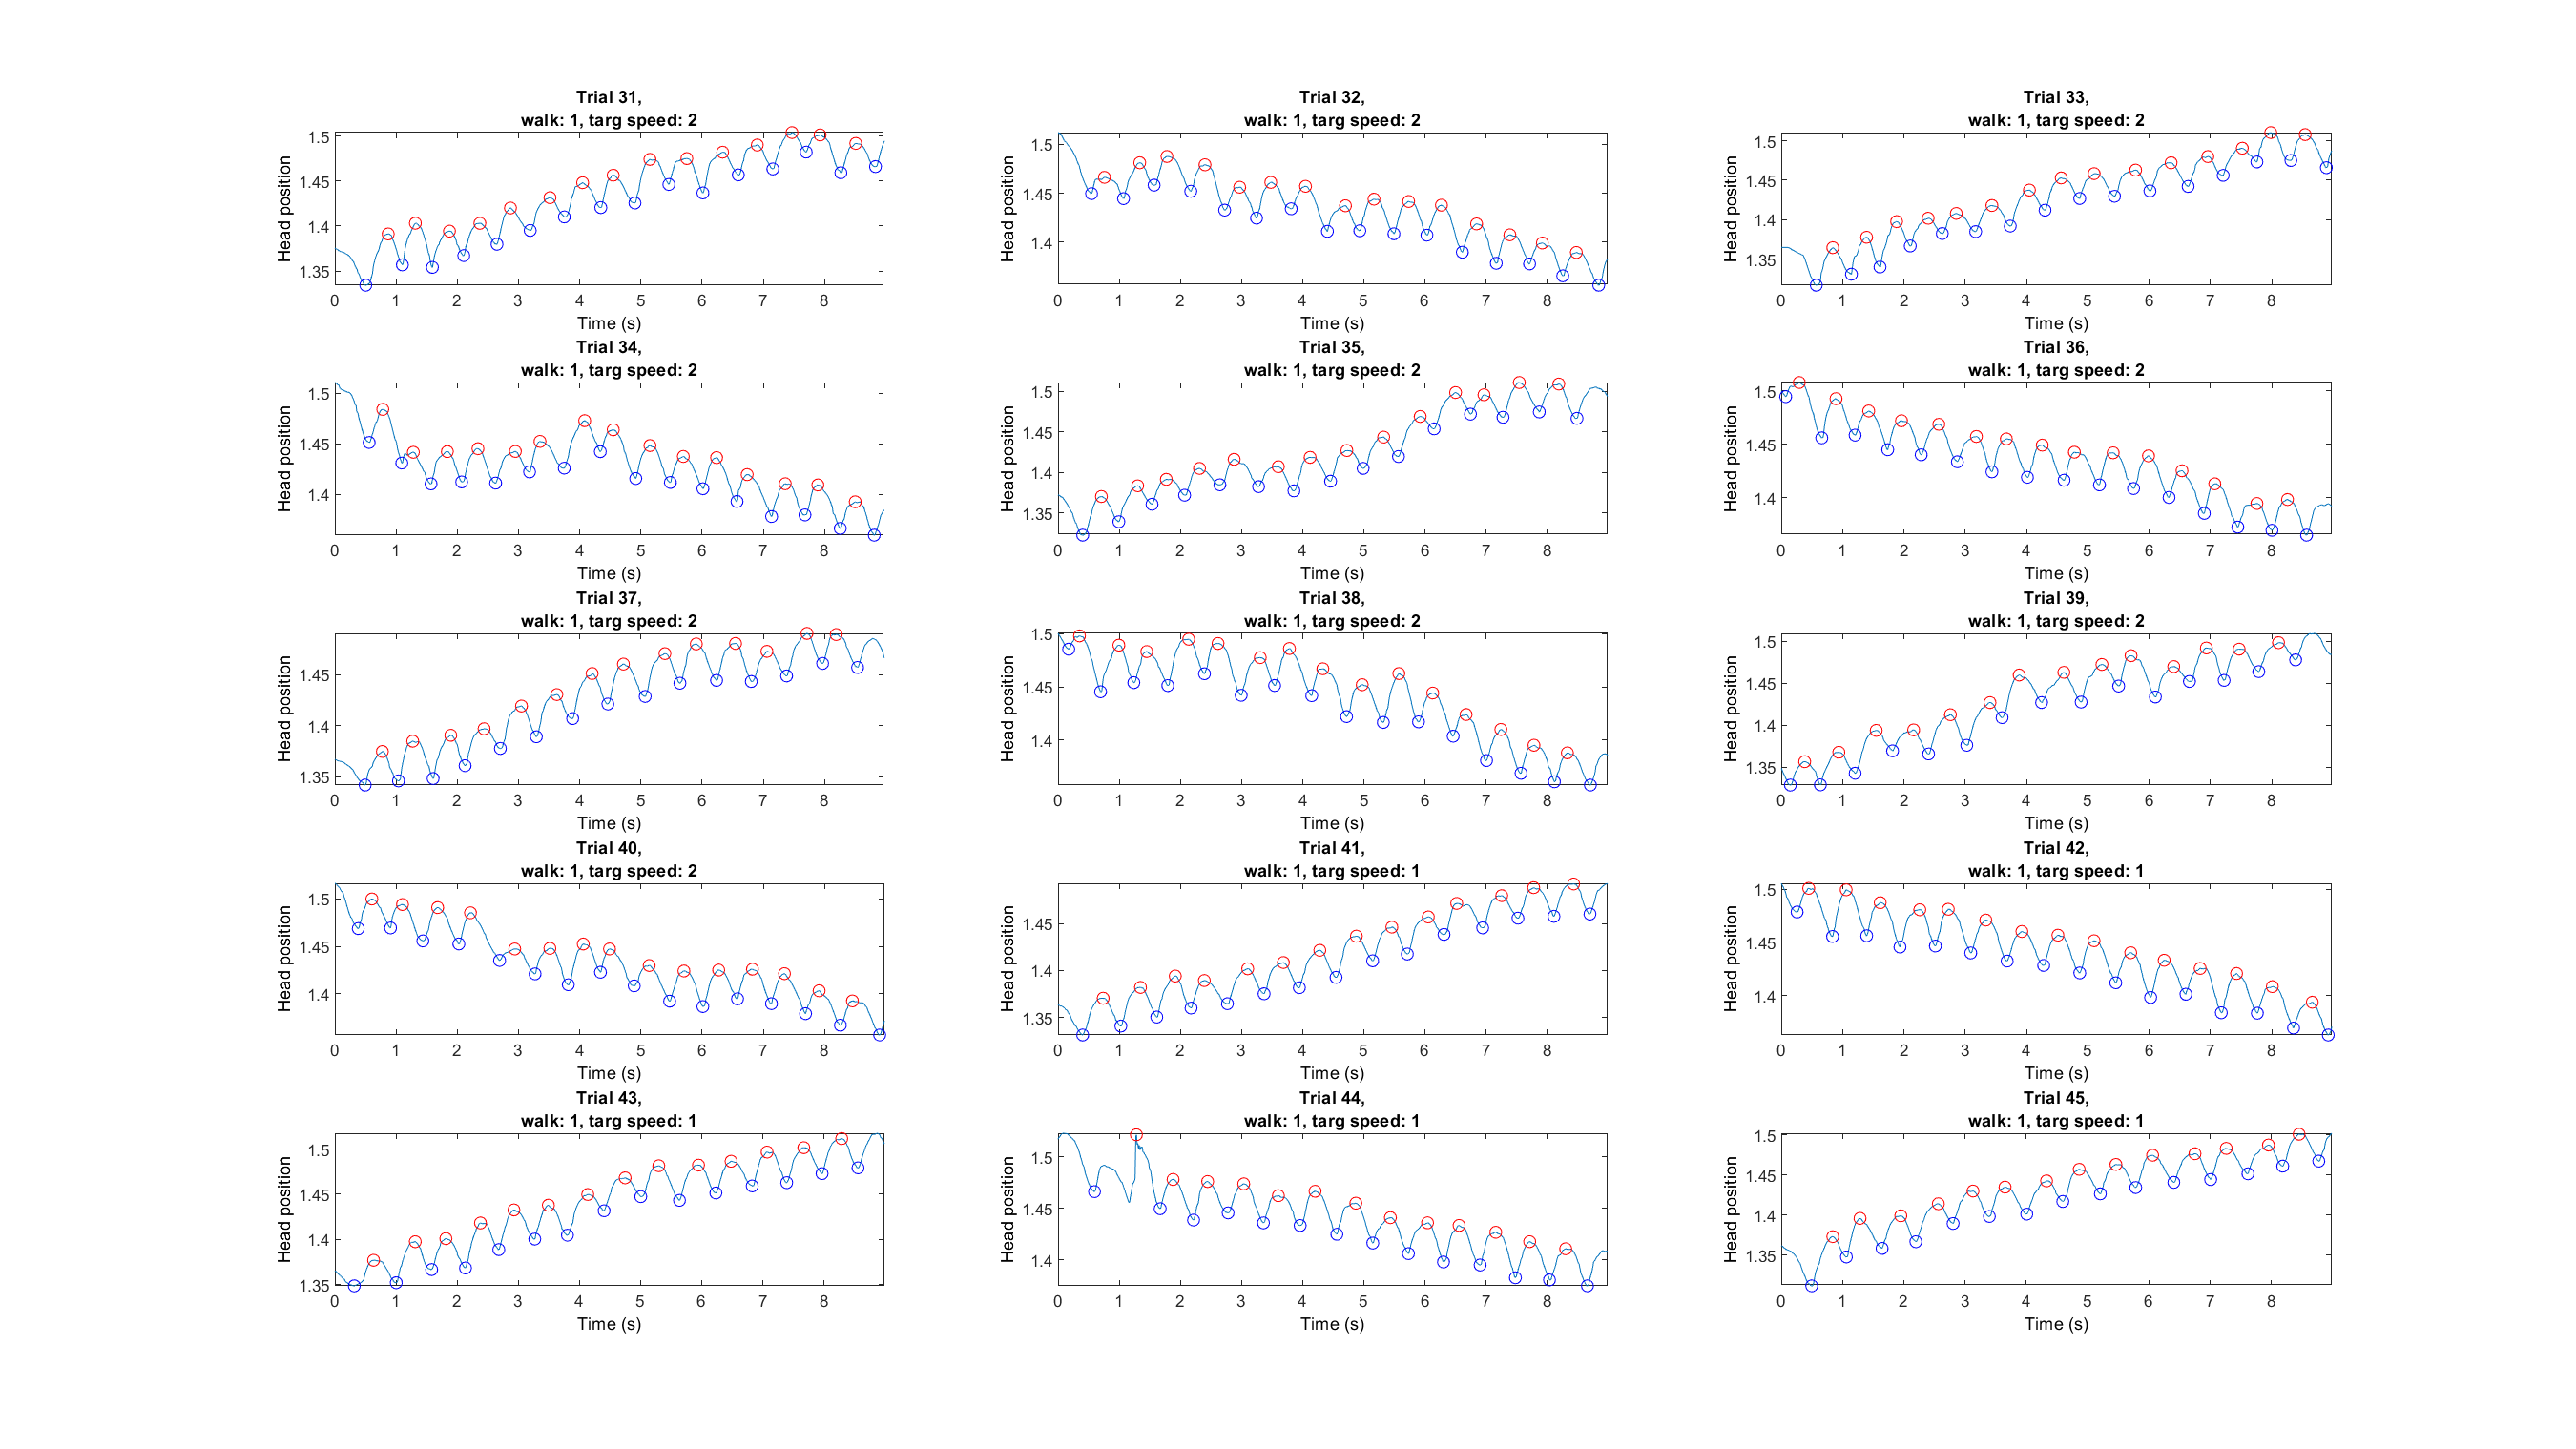 Trial 31,
walk: 1, targ speed: 2
1.5
1.45
1.4
1.35
Head position
0 1 2 3 4 5 6 7 8
Time (s)
Trial 32,
walk: 1, targ speed: 2
1.5
1.45
1.4
Head position
0 1 2 3 4 5 6 7 8
Time (s)
Trial 33,
walk: 1, targ speed: 2
1.5
1.45
1.4
1.35
Head position
0 1 2 3 4 5 6 7 8
Time (s)
Trial 34,
walk: 1, targ speed: 2
1.5
1.45
1.4
Head position
0 1 2 3 4 5 6 7 8
Time (s)
Trial 35,
walk: 1, targ speed: 2
1.5
1.45
1.4
1.35
Head position
0 1 2 3 4 5 6 7 8
Time (s)
Trial 36,
walk: 1, targ speed: 2
1.5
1.45
1.4
Head position
0 1 2 3 4 5 6 7 8
Time (s)
Trial 37,
walk: 1, targ speed: 2
1.45
1.4
1.35
Head position
0 1 2 3 4 5 6 7 8
Time (s)
Trial 38,
walk: 1, targ speed: 2
1.5
1.45
1.4
Head position
0 1 2 3 4 5 6 7 8
Time (s)
Trial 39,
walk: 1, targ speed: 2
1.5
1.45
1.4
1.35
Head position
0 1 2 3 4 5 6 7 8
Time (s)
Trial 40,
walk: 1, targ speed: 2
1.5
1.45
1.4
Head position
0 1 2 3 4 5 6 7 8
Time (s)
Trial 41,
walk: 1, targ speed: 1
1.45
1.4
1.35
Head position
0 1 2 3 4 5 6 7 8
Time (s)
Trial 42,
walk: 1, targ speed: 1
1.5
1.45
1.4
Head position
0 1 2 3 4 5 6 7 8
Time (s)
Trial 43,
walk: 1, targ speed: 1
1.5
1.45
1.4
1.35
Head position
0 1 2 3 4 5 6 7 8
Time (s)
Trial 44,
walk: 1, targ speed: 1
1.5
1.45
1.4
Head position
0 1 2 3 4 5 6 7 8
Time (s)
Trial 45,
walk: 1, targ speed: 1
1.5
1.45
1.4
1.35
Head position
0 1 2 3 4 5 6 7 8
Time (s)